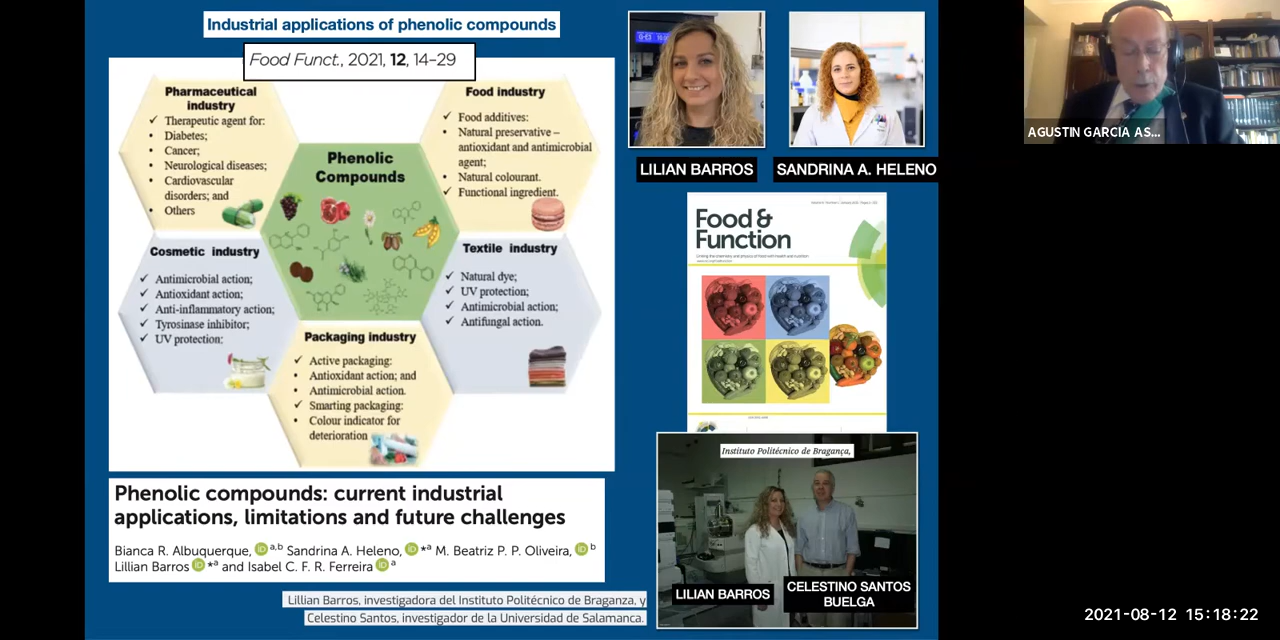 Industrial applications of phenolic compounds
Food Funct., 2021, 12, 14–29
Pharmaceutical
industry
✓ Therapeutic agent for:
• Diabetes;
• Cancer;
• Neurological diseases;
• Cardiovascular
disorders; and
• Others
Food industry
✓ Food additives:
• Natural preservative –
antioxidant and antimicrobial
agent;
• Natural colourant.
✓ Functional ingredient.
Phenolic
Compounds
Cosmetic industry
✓ Antimicrobial action;
✓ Antioxidant action;
✓ Anti-inflammatory action;
✓ Tyrosinase inhibitor;
✓ UV protection;
Textile industry
✓ Natural dye;
✓ UV protection;
✓ Antimicrobial action;
✓ Antifungal action.
Packaging industry
✓ Active packaging:
• Antioxidant action; and
• Antimicrobial action.
✓ Smarting packaging:
• Colour indicator for
deterioration
Phenolic compounds: current industrial
applications, limitations and future challenges
Bianca R. Albuquerque, iD a,b Sandrina A. Heleno, iD *a M. Beatriz P. P. Oliveira, iD b
Lillian Barros iD *a and Isabel C. F. R. Ferreira iD a
Lillian Barros, investigadora del Instituto Politécnico de Braganza, y
Celestino Santos, investigador de la Universidad de Salamanca.
LILIAN BARROS
SANDRINA A. HELENO
Food &
Function
Instituto Politécnico de Bragança,
LILIAN BARROS
CELESTINO SANTOS
BUELGA
AGUSTIN GARCIA AS...
2021-08-12 15:18:22